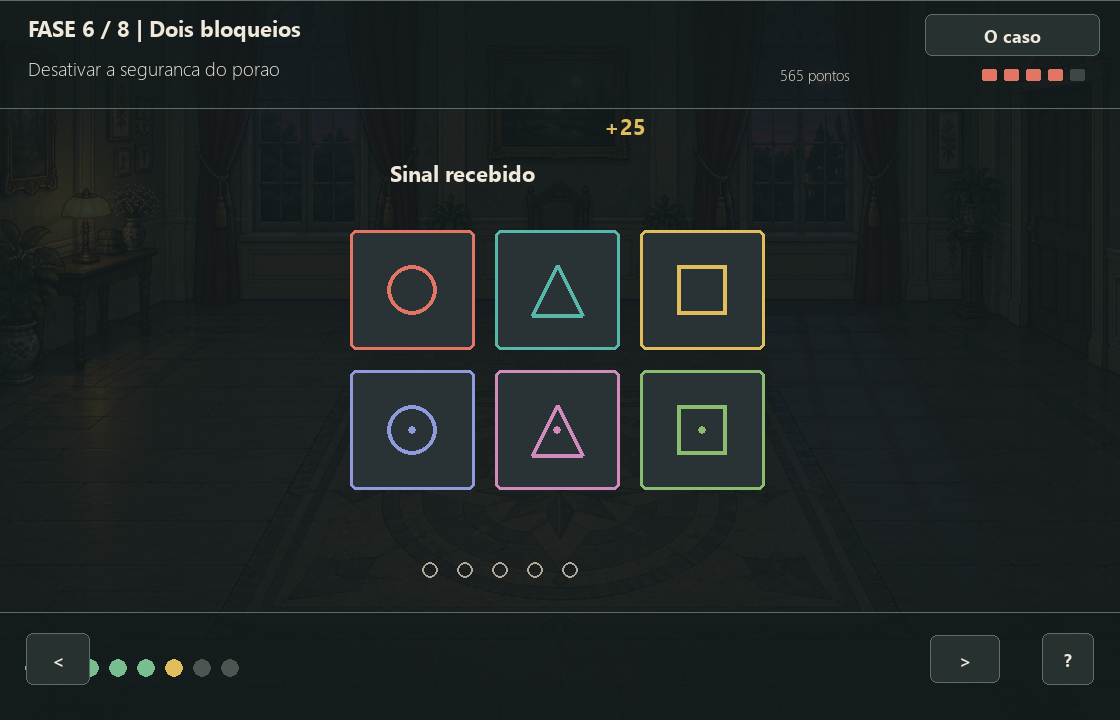 FASE 6 / 8 | Dois bloqueios
O caso
Desativar a seguranca do porao
565 pontos
+25
Sinal recebido
<
>
?